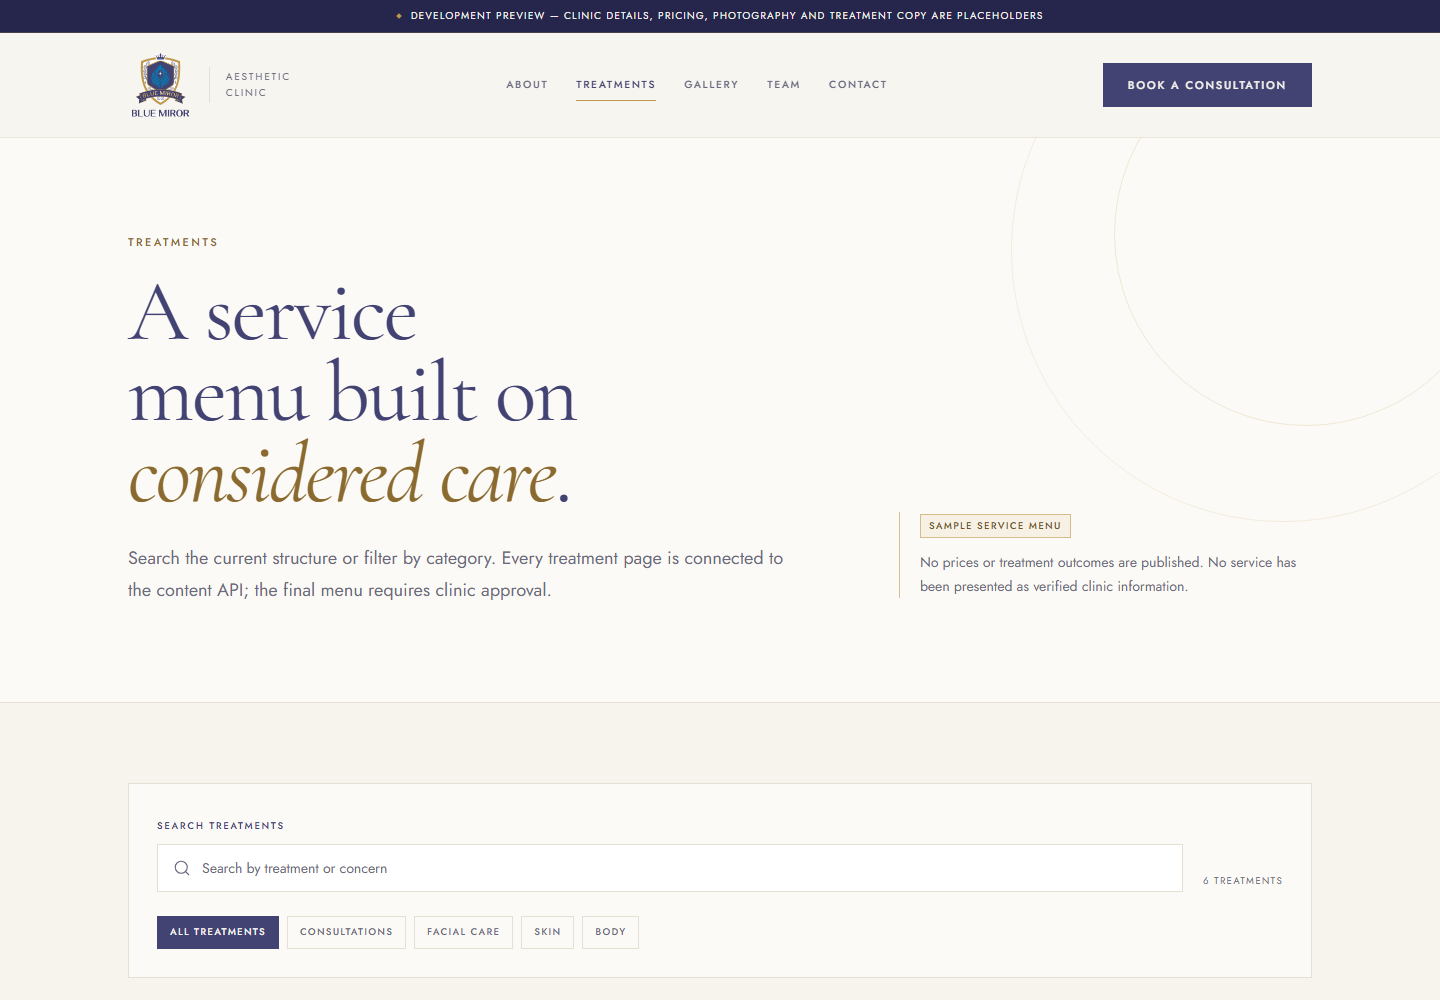 DEVELOPMENT PREVIEW — CLINIC DETAILS, PRICING, PHOTOGRAPHY AND TREATMENT COPY ARE PLACEHOLDERS
BLUE MIROR
BLUE MIROR
AESTHETIC
CLINIC
ABOUT
TREATMENTS
GALLERY
TEAM
CONTACT
BOOK A CONSULTATION
TREATMENTS
A service
menu built on
considered care.
Search the current structure or filter by category. Every treatment page is connected to
the content API; the final menu requires clinic approval.
SAMPLE SERVICE MENU
No prices or treatment outcomes are published. No service has
been presented as verified clinic information.
SEARCH TREATMENTS
Search by treatment or concern
6 TREATMENTS
ALL TREATMENTS
CONSULTATIONS
FACIAL CARE
SKIN
BODY